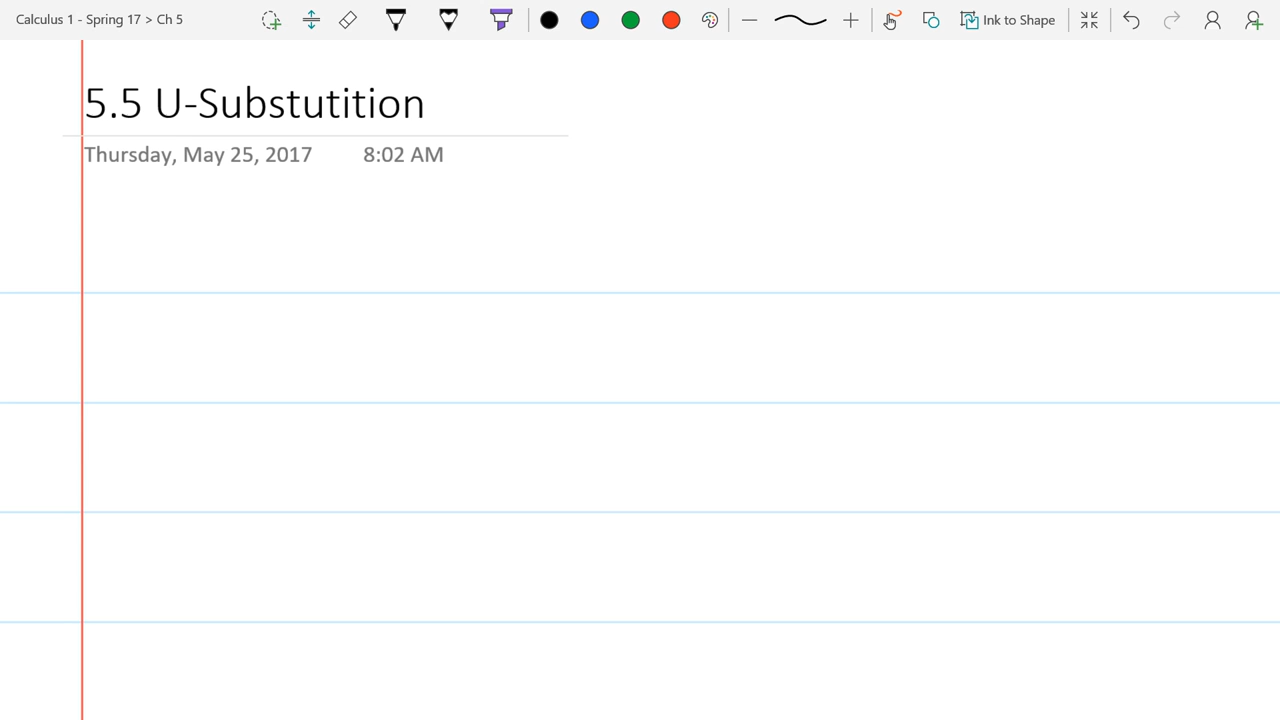 Calculus 1 - Spring 17 > Ch 5
Ink to Shape
5.5 U-Substutition
Thursday, May 25, 2017 8:02 AM